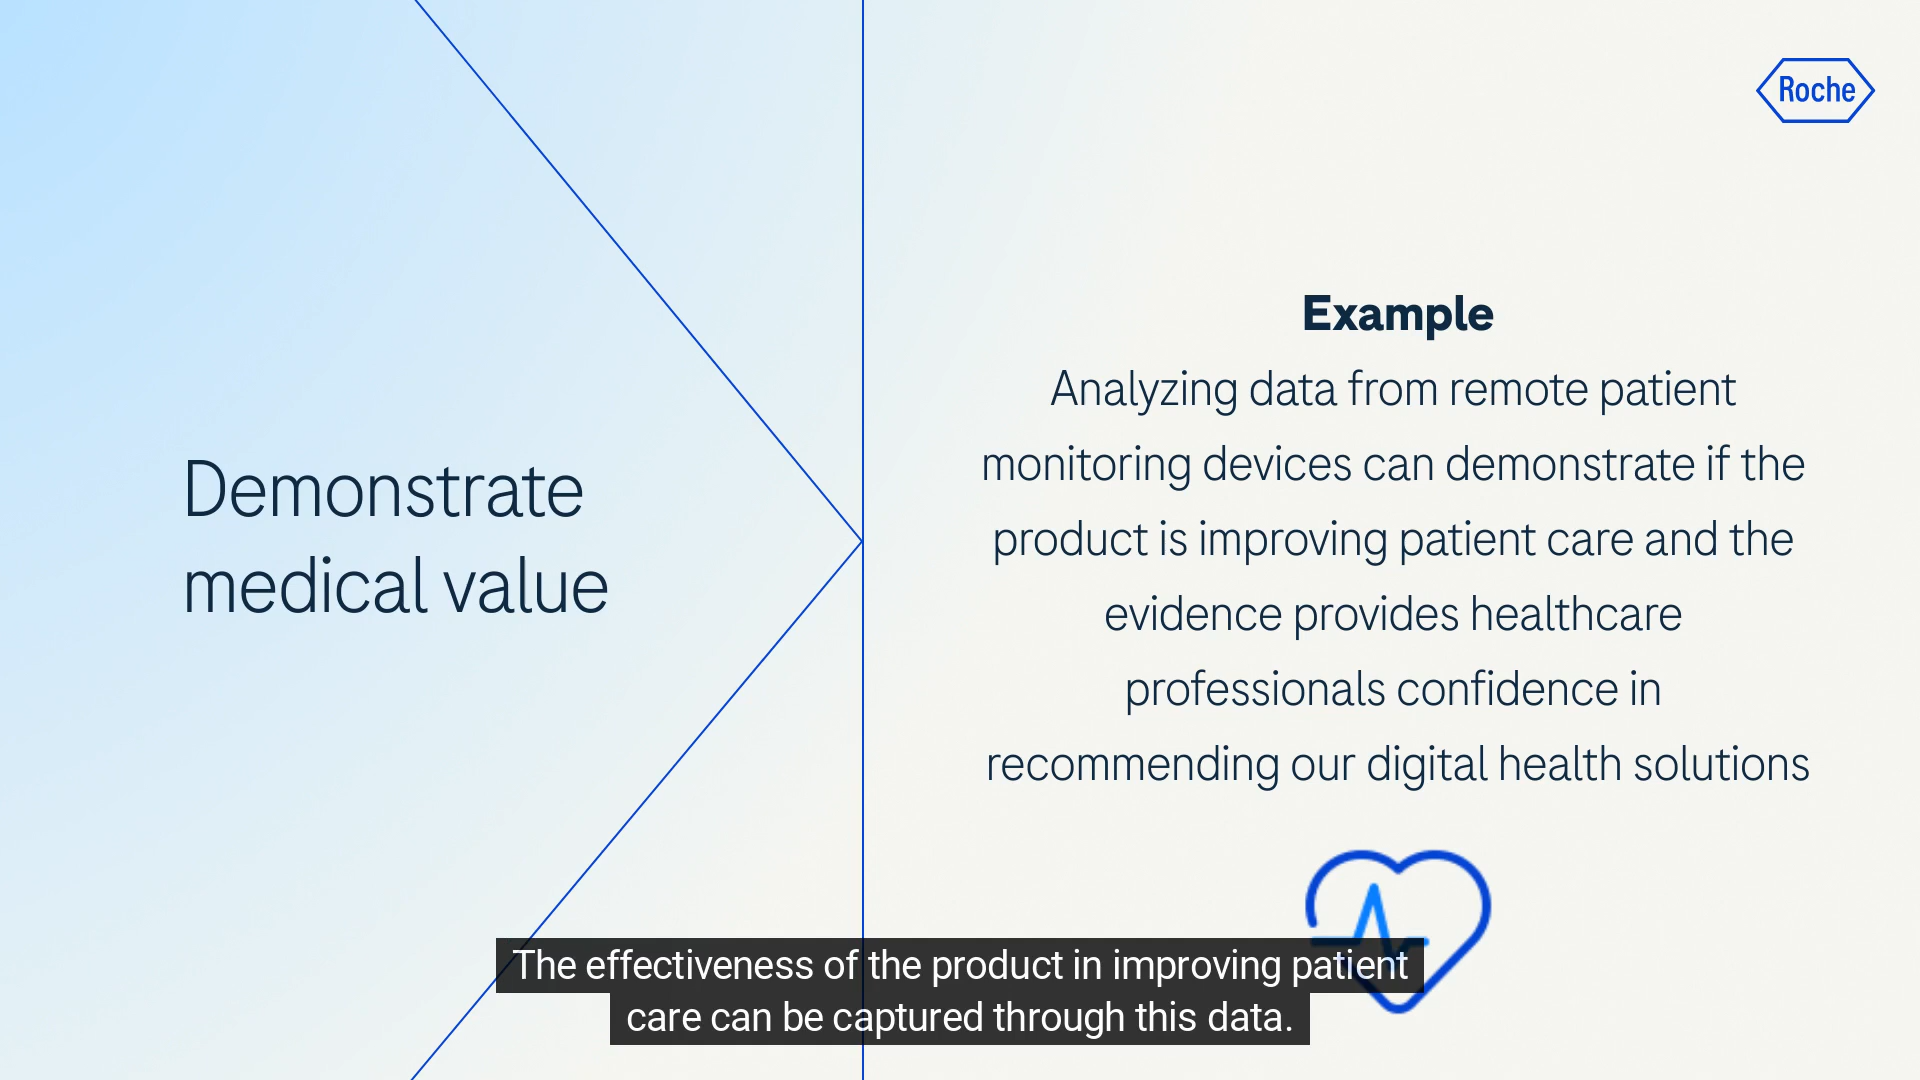 Roche
Demonstrate
medical value
Example
Analyzing data from remote patient
monitoring devices can demonstrate if the
product is improving patient care and the
evidence provides healthcare
professionals confidence in
recommending our digital health solutions
The effectiveness of the product in improving patient
care can be captured through this data.